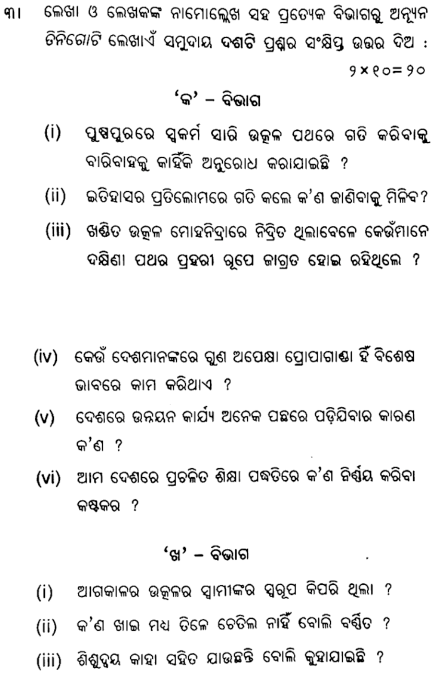 ୩। ଲେଖା ଓ ଲେଖକଙ୍କ ନାମୋଲ୍ଲେଖ ସହ ପ୍ରତ୍ୟେକ ବିଭାଗରୁ ଅନ୍ୟୂନ
ତିନିଗୋଟି ଲେଖାଏଁ ସମୁଦାୟ ଦଶଟି ପ୍ରଶ୍ନର ସଂକ୍ଷିପ୍ତ ଉତ୍ତର ଦିଅ :
୨ × ୧୦ = ୨୦
‘କ’ – ବିଭାଗ
(i) ପୁଷ୍ପପୁରରେ ସ୍ୱକର୍ମ ସାରି ଉତ୍କଳ ପଥରେ ଗତି କରିବାକୁ
ବାରିବାହକୁ କାହିଁକି ଅନୁରୋଧ କରାଯାଇଛି ?
(ii) ଇତିହାସର ପ୍ରତିଲୋମରେ ଗତି କଲେ କ'ଣ ଜାଣିବାକୁ ମିଳିବ?
(iii) ଖଣ୍ଡିତ ଉତ୍କଳ ମୋହନିଦ୍ରାରେ ନିଦ୍ରିତ ଥିଲାବେଳେ କେଉଁମାନେ
ଦକ୍ଷିଣା ପଥର ପ୍ରହରୀ ରୂପେ ଜାଗ୍ରତ ହୋଇ ରହିଥିଲେ ?
(iv) କେଉଁ ଦେଶମାନଙ୍କରେ ଗୁଣ ଅପେକ୍ଷା ପ୍ରୋପାଗାଣ୍ଡା ହିଁ ବିଶେଷ
ଭାବରେ କାମ କରିଥାଏ ?
(v) ଦେଶରେ ଉନ୍ନୟନ କାର୍ଯ୍ୟ ଅନେକ ପଛରେ ପଡ଼ିଯିବାର କାରଣ
କ'ଣ ?
(vi) ଆମ ଦେଶରେ ପ୍ରଚଳିତ ଶିକ୍ଷା ପଦ୍ଧତିରେ କ'ଣ ନିର୍ଣ୍ଣୟ କରିବା
କଷ୍ଟକର ?
‘ଖ’ – ବିଭାଗ
(i) ଆଗକାଳର ଉତ୍କଳର ସ୍ୱାମୀଙ୍କର ସ୍ୱରୂପ କିପରି ଥିଲା ?
(ii) କ'ଣ ଖାଇ ମଧ୍ୟ ତିଳେ ଚେତିଲ ନାହିଁ ବୋଲି ବର୍ଣ୍ଣିତ ?
(iii) ଶିଶୁଦ୍ୱୟ କାହା ସହିତ ଯାଉଛନ୍ତି ବୋଲି କୁହାଯାଇଛି ?